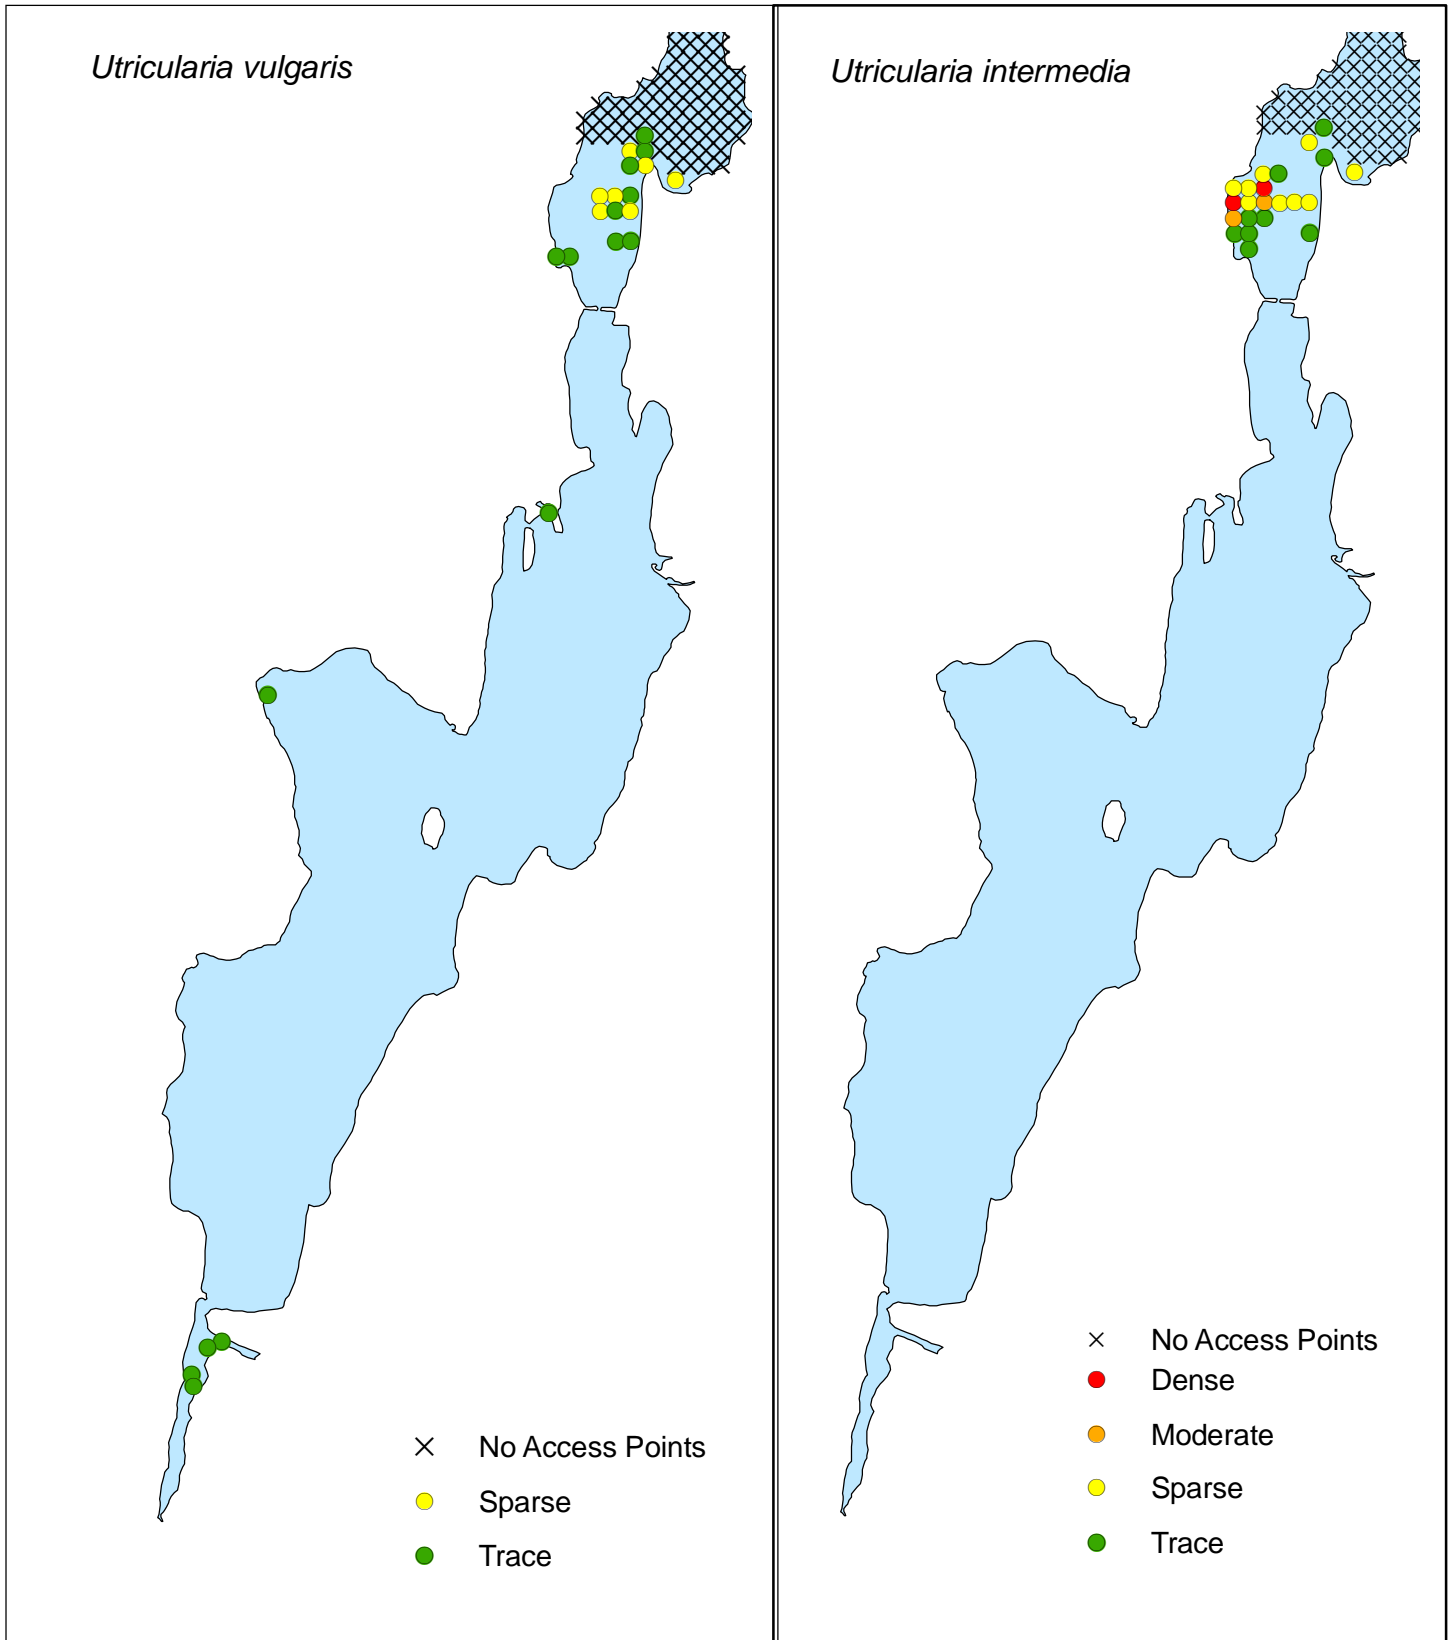 Utricularia vulgaris
No Access Points
Sparse
Trace
Utricularia intermedia
No Access Points
Dense
Moderate
Sparse
Trace